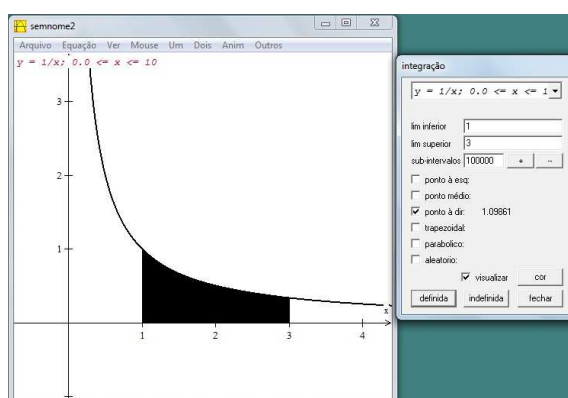 semnome2
Arquivo Equação Ver Mouse Um Dois Anim Outros
y = 1/x; 0.0 <= x <= 10
3
2
1
1
2
3
4
x
integração
y = 1/x; 0.0 <= x <= 1
lim inferior 1
lim superior 3
sub-intervalos 100000 + --
ponto à esq:
ponto médio:
ponto à dir: 1.09861
trapezoidal:
parabolico:
aleatorio:
visualizar cor
definida indefinida fechar